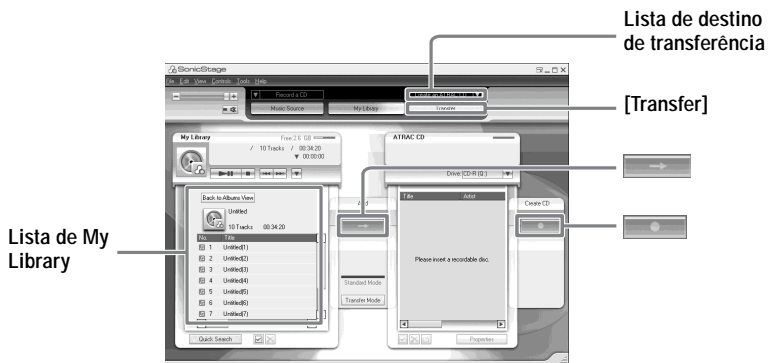 Lista de destino
de transferência
SonicStage
File Edit View Controls Tools Help
Record a CD
Create an ATRAC CD
Music Source
My Library
Transfer
[Transfer]
My Library
Free 2.6 GB
/ 10 Tracks / 00:34:20
00:00:00
ATRAC CD
Drive: CD-R (Q:)
Back to Albums View
Untitled
10 Tracks 00:34:20
No. Title
1 Untitled(1)
2 Untitled(2)
3 Untitled(3)
4 Untitled(4)
5 Untitled(5)
6 Untitled(6)
7 Untitled(7)
Quick Search
Add
Standard Mode
Transfer Mode
Title Artist
Please insert a recordable disc.
Properties
Create CD
Lista de My
Library